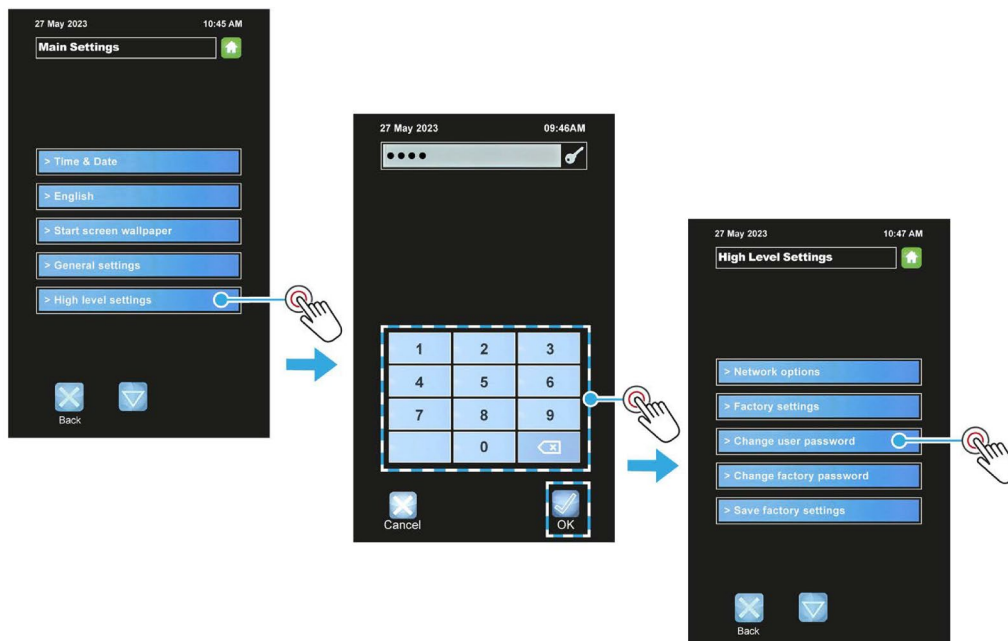 27 May 2023 10:45 AM
Main Settings
> Time & Date
> English
> Start screen wallpaper
> General settings
> High level settings
Back
27 May 2023 09:46AM
1 2 3
4 5 6
7 8 9
0
Cancel OK
27 May 2023 10:47 AM
High Level Settings
> Network options
> Factory settings
> Change user password
> Change factory password
> Save factory settings
Back